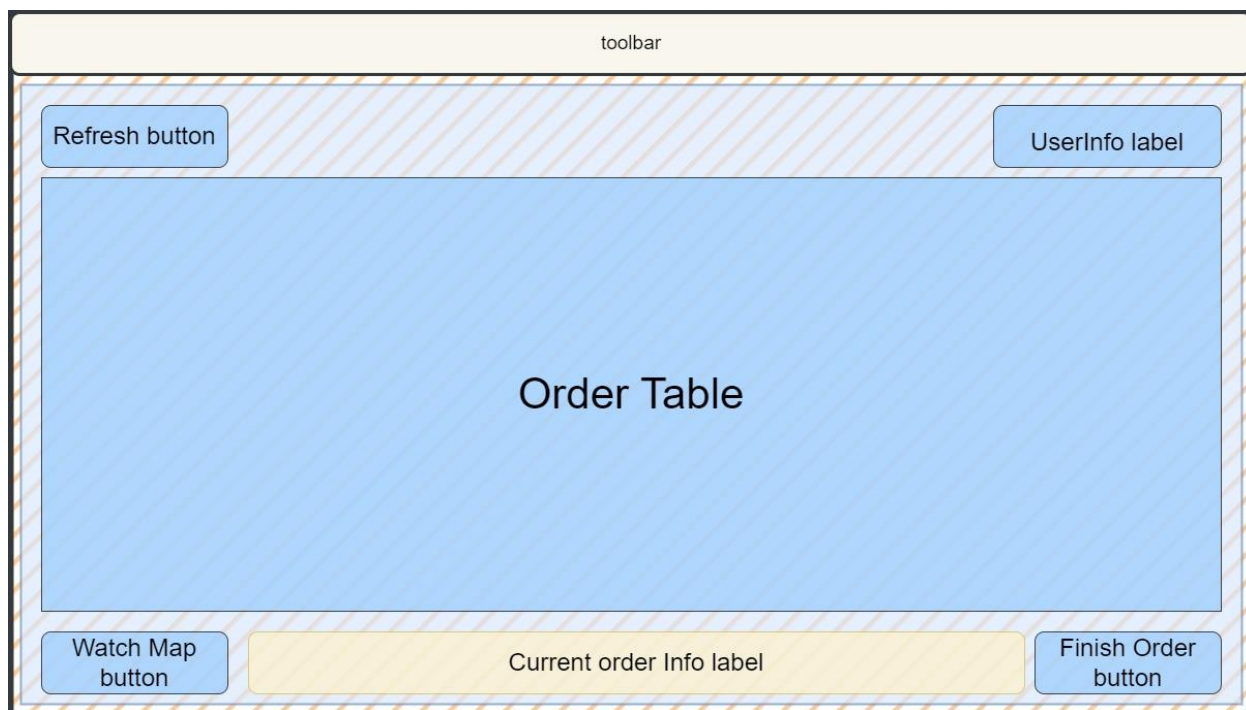 toolbar
Refresh button
UserInfo label
Order Table
Watch Map
button
Current order Info label
Finish Order
button